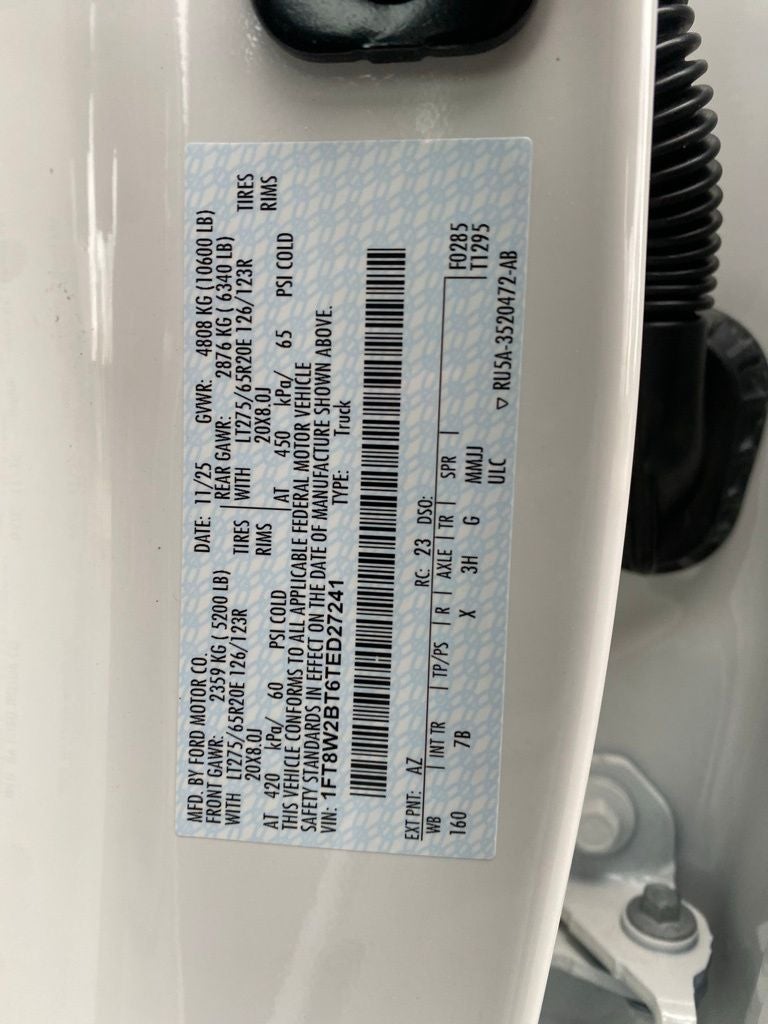 MFD. BY FORD MOTOR CO.
DATE: 11/25 GVWR: 4808 KG (10600 LB)
FRONT GAWR: 2359 KG ( 5200 LB) REAR GAWR: 2876 KG ( 6340 LB)
WITH LT275/65R20E 126/123R TIRES WITH LT275/65R20E 126/123R TIRES
20X8.0J RIMS 20X8.0J RIMS
AT 420 kPa/ 60 PSI COLD AT 450 kPa/ 65 PSI COLD
THIS VEHICLE CONFORMS TO ALL APPLICABLE FEDERAL MOTOR VEHICLE
SAFETY STANDARDS IN EFFECT ON THE DATE OF MANUFACTURE SHOWN ABOVE.
VIN: 1FT8W2BT6TED27241 TYPE: Truck
EXT PNT: AZ RC: 23 DSO: F0285
WB | INT TR | TP/PS | R | AXLE | TR | SPR | T1295
160 7B X 3H G MMJJ
ULC ▽ RU5A-3520472-AB